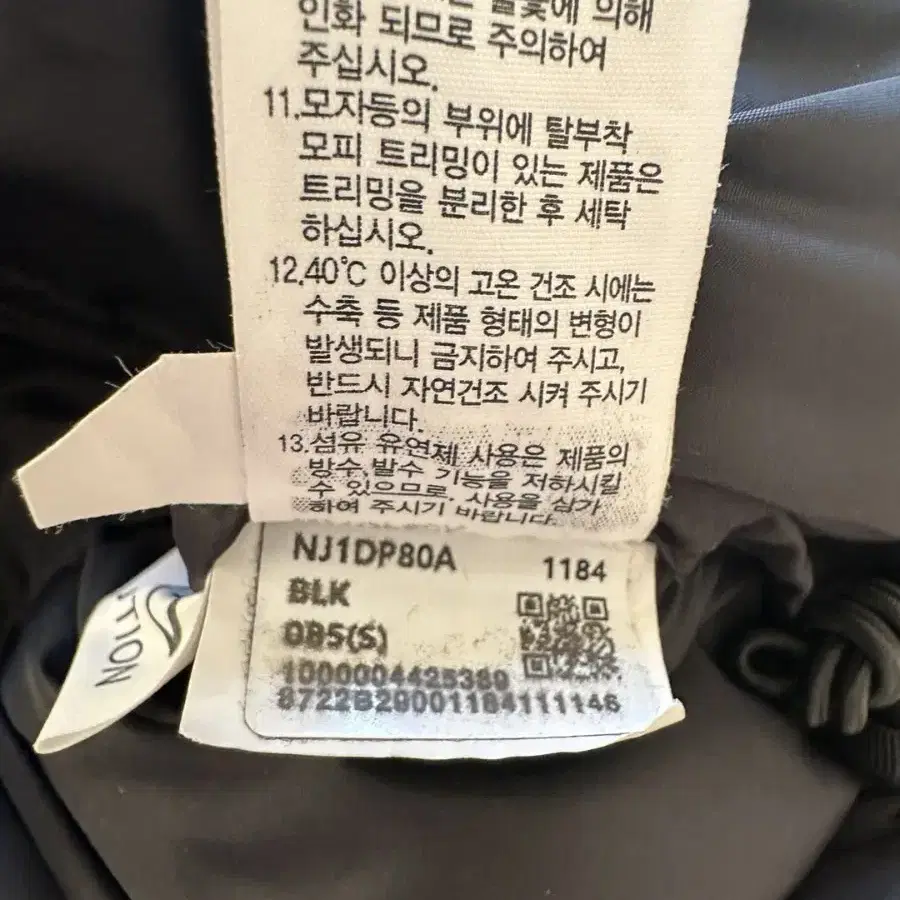 에 의해
인화 되므로 주의하여
주십시오.
11.모자등의 부위에 탈부착
모피 트리밍이 있는 제품은
트리밍을 분리한 후 세탁
하십시오.
12.40℃ 이상의 고온 건조 시에는
수축 등 제품 형태의 변형이
발생되니 금지하여 주시고,
반드시 자연건조 시켜 주시기
바랍니다.
13.섬유 유연제 사용은 제품의
방수,발수 기능을 저하시킬
수 있으므로, 사용을 삼가
하여 주시기 바랍니다.
NJ1DP80A 1184
BLK
085(S)
1000004425389
8722B29001184111146
TION